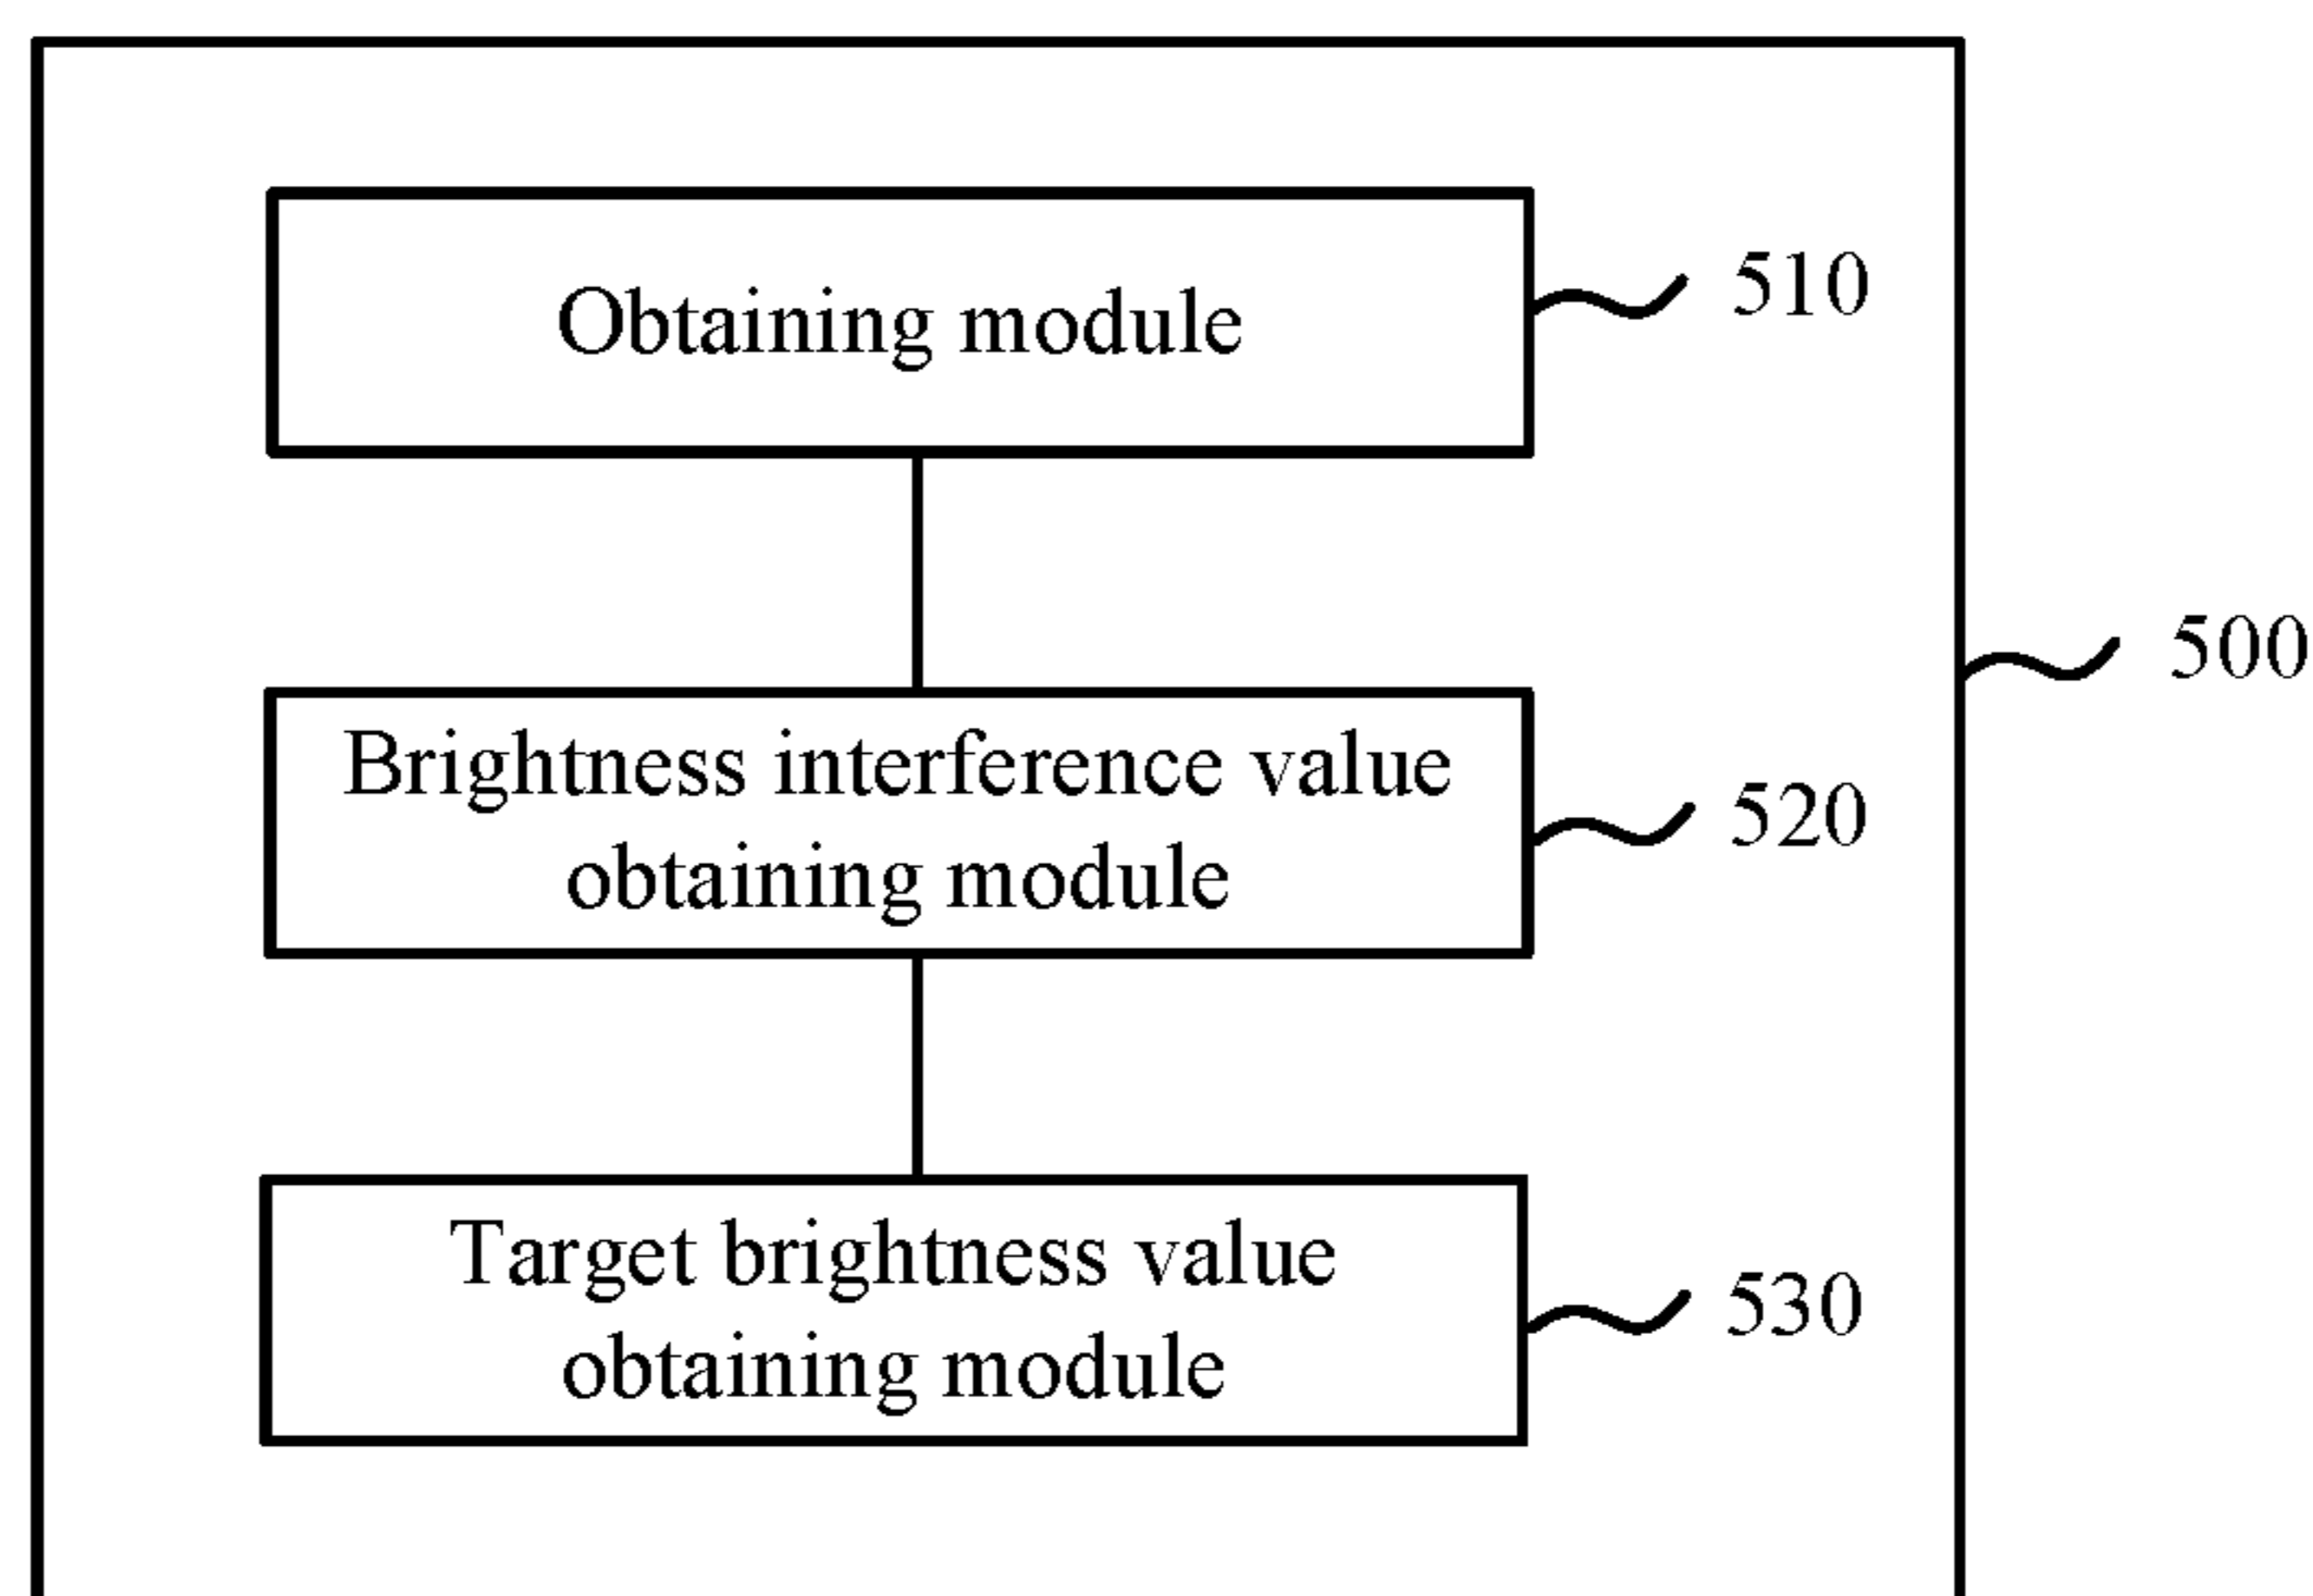 Obtaining module
510
500
Brightness interference value
obtaining module
520
Target brightness value
obtaining module
530